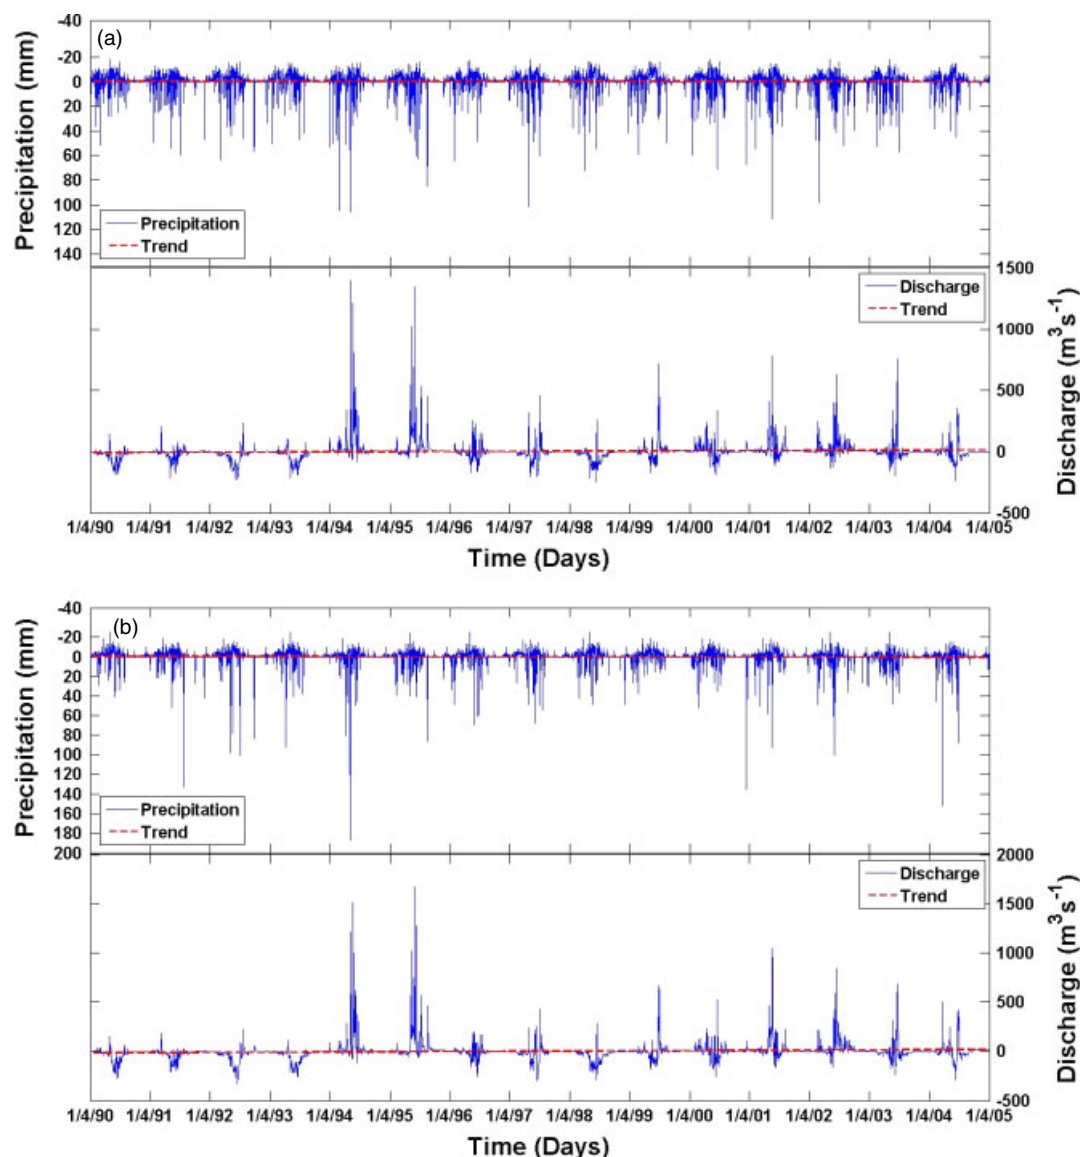 (a)
Precipitation (mm)
-40
-20
0
20
40
60
80
100
120
140
Precipitation
Trend
1500
1000
500
0
-500
Discharge (m³s⁻¹)
Discharge
Trend
1/4/90 1/4/91 1/4/92 1/4/93 1/4/94 1/4/95 1/4/96 1/4/97 1/4/98 1/4/99 1/4/00 1/4/01 1/4/02 1/4/03 1/4/04 1/4/05
Time (Days)
(b)
Precipitation (mm)
-40
-20
0
20
40
60
80
100
120
140
160
180
200
Precipitation
Trend
2000
1500
1000
500
0
-500
Discharge (m³s⁻¹)
Discharge
Trend
1/4/90 1/4/91 1/4/92 1/4/93 1/4/94 1/4/95 1/4/96 1/4/97 1/4/98 1/4/99 1/4/00 1/4/01 1/4/02 1/4/03 1/4/04 1/4/05
Time (Days)